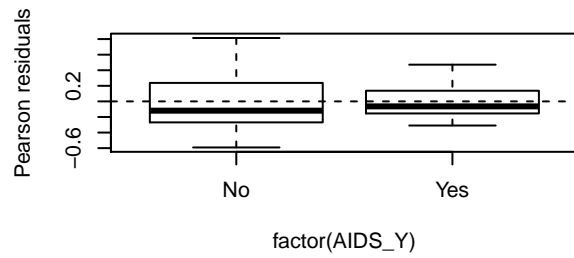 Pearson residuals
0.2
−0.6
No Yes
factor(AIDS_Y)